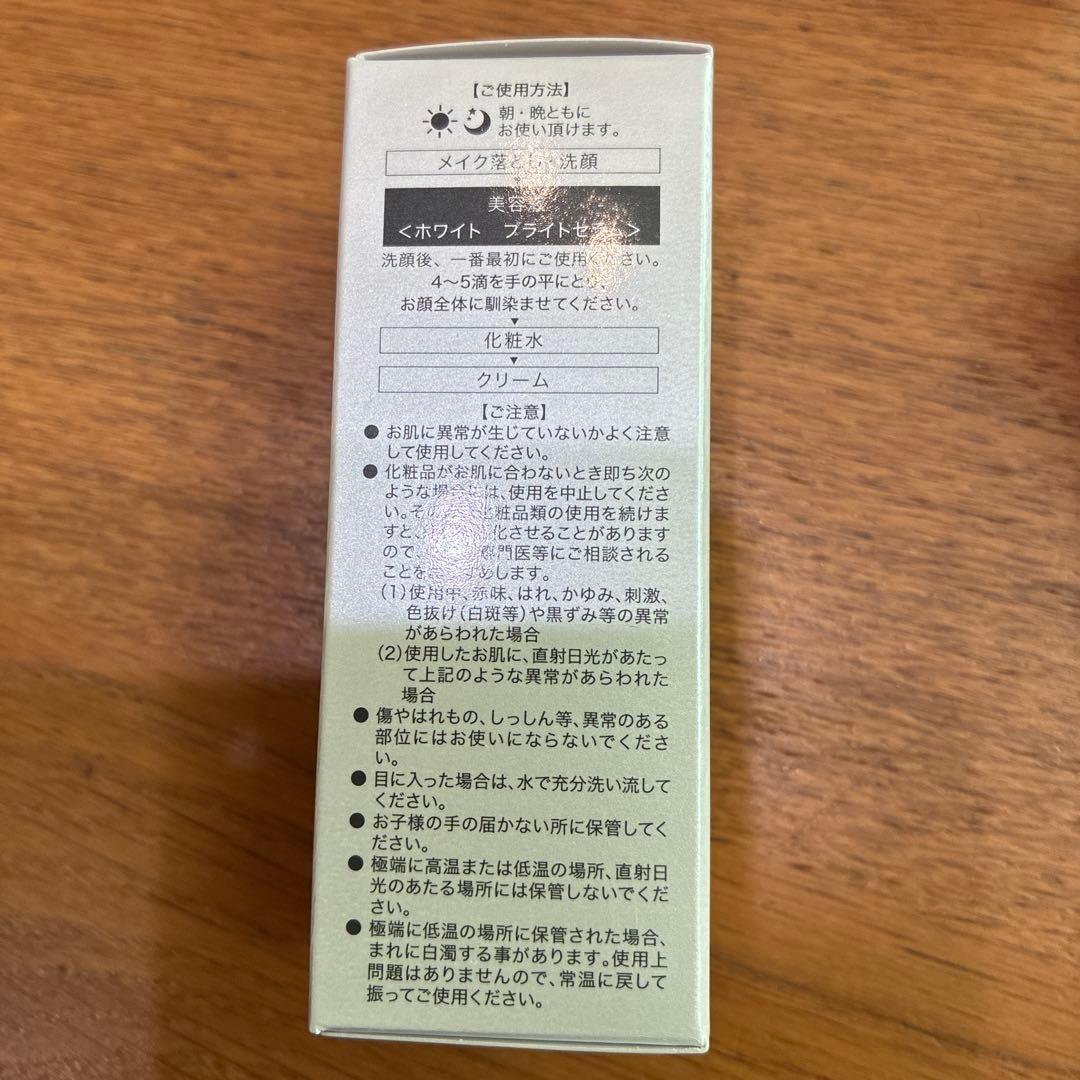 【ご使用方法】
朝・晩ともに
お使い頂けます。
メイク落とし・洗顔
美容液
<ホワイト ブライトセラム>
洗顔後、一番最初にご使用ください。
4〜5滴を手の平にとり、
お顔全体に馴染ませてください。
▼
化粧水
▼
クリーム
【ご注意】
● お肌に異常が生じていないかよく注意
して使用してください。
● 化粧品がお肌に合わないとき即ち次の
ような場合には、使用を中止してくださ
い。そ 化粧品類の使用を続けま
すと、 化させることがあります
ので、 専門医等にご相談される
ことを めします。
(1)使用中、赤味、はれ、かゆみ、刺激、
色抜け(白斑等)や黒ずみ等の異常
があらわれた場合
(2)使用したお肌に、直射日光があたっ
て上記のような異常があらわれた
場合
● 傷やはれもの、しっしん等、異常のある
部位にはお使いにならないでくださ
い。
● 目に入った場合は、水で充分洗い流して
ください。
● お子様の手の届かない所に保管してく
ださい。
● 極端に高温または低温の場所、直射日
光のあたる場所には保管しないでくだ
さい。
● 極端に低温の場所に保管された場合、
まれに白濁する事があります。使用上
問題はありませんので、常温に戻して
振ってご使用ください。